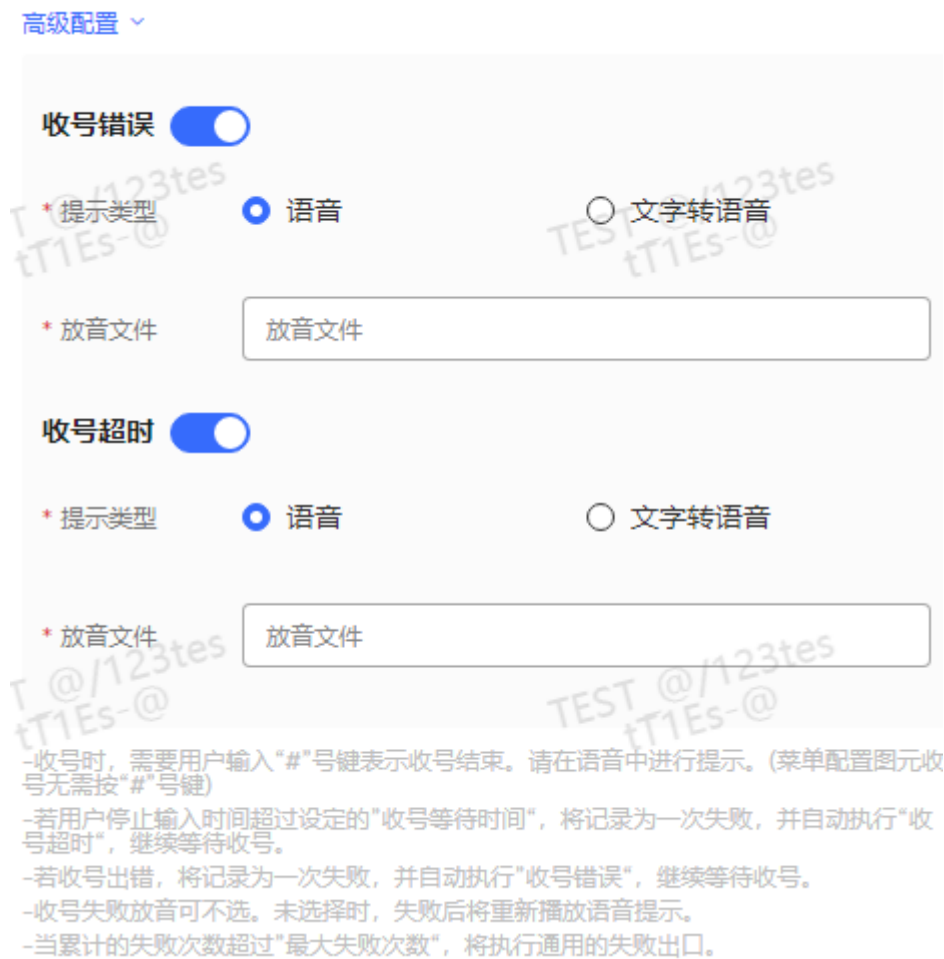 高级配置
收号错误
* 提示类型 语音 文字转语音
T @/123tes
tT1Es-@
TEST @/123tes
tT1Es-@
* 放音文件 放音文件
收号超时
* 提示类型 语音 文字转语音
* 放音文件 放音文件
T @/123tes
tT1Es-@
TEST @/123tes
tT1Es-@
-收号时，需要用户输入“#”号键表示收号结束。请在语音中进行提示。(菜单配置图元收
号无需按“#”号键)
-若用户停止输入时间超过设定的”收号等待时间“，将记录为一次失败，并自动执行“收
号超时“，继续等待收号。
-若收号出错，将记录为一次失败，并自动执行”收号错误“，继续等待收号。
-收号失败放音可不选。未选择时，失败后将重新播放语音提示。
-当累计的失败次数超过”最大失败次数“，将执行通用的失败出口。